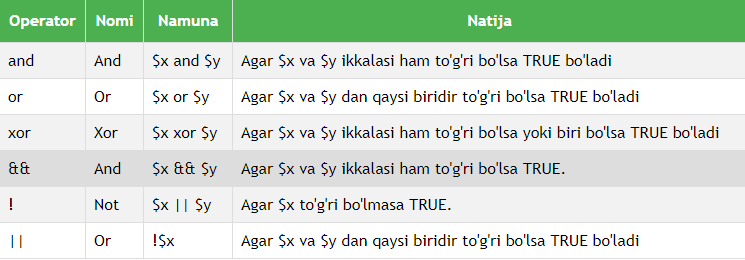 Operator Nomi Namuna Natija
and And $x and $y Agar $x va $y ikkalasi ham to'g'ri bo'lsa TRUE bo'ladi
or Or $x or $y Agar $x va $y dan qaysi biridir to'g'ri bo'lsa TRUE bo'ladi
xor Xor $x xor $y Agar $x va $y ikkalasi ham to'g'ri bo'lsa yoki biri bo'lsa TRUE bo'ladi
&& And $x && $y Agar $x va $y ikkalasi ham to'g'ri bo'lsa TRUE.
! Not $x || $y Agar $x to'g'ri bo'lmasa TRUE.
|| Or !$x Agar $x va $y dan qaysi biridir to'g'ri bo'lsa TRUE bo'ladi